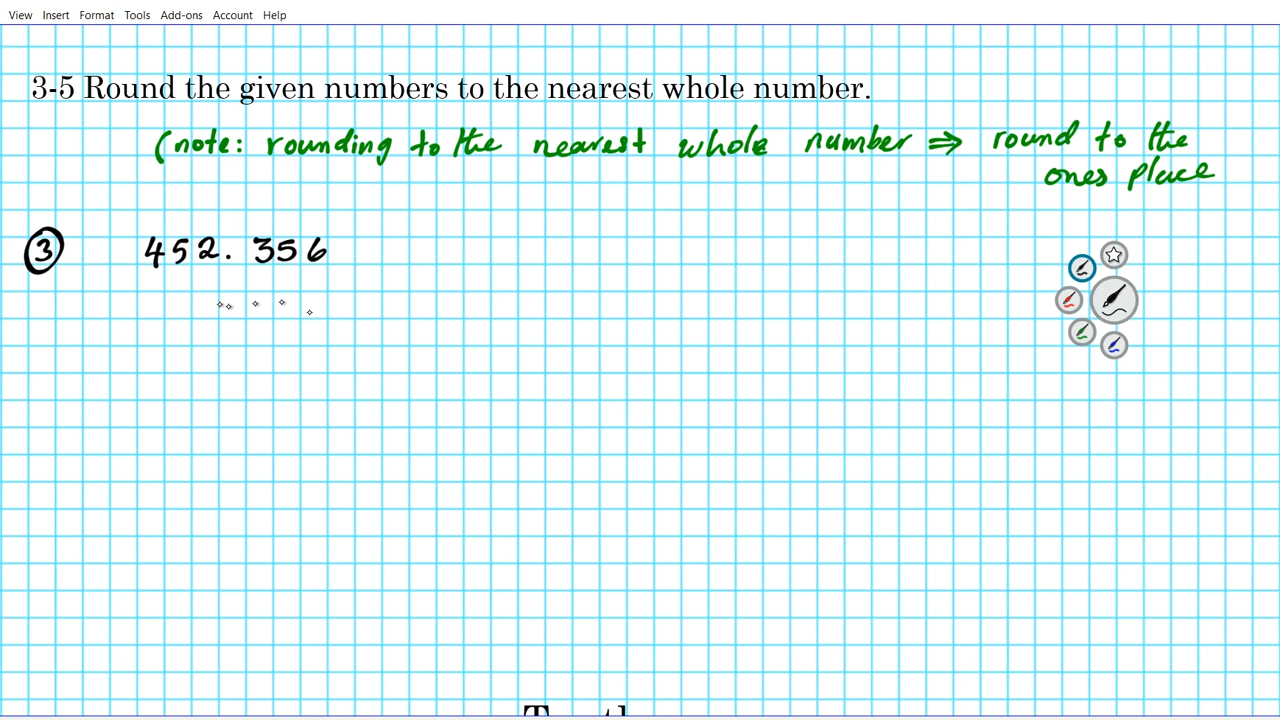 View Insert Format Tools Add-ons Account Help
3-5 Round the given numbers to the nearest whole number.
(note: rounding to the nearest whole number ⇒ round to the
ones place
③ 452.356